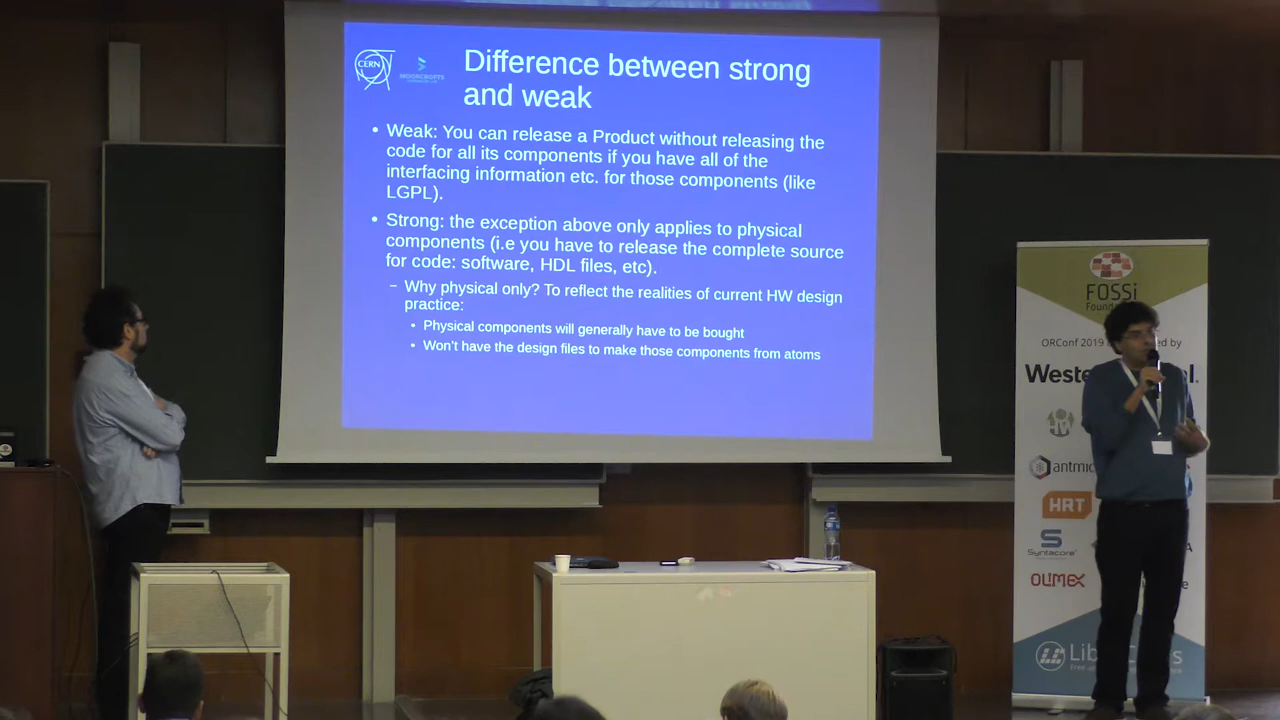 CERN
MOORCROFTS
Difference between strong
and weak
• Weak: You can release a Product without releasing the
code for all its components if you have all of the
interfacing information etc. for those components (like
LGPL).
• Strong: the exception above only applies to physical
components (i.e you have to release the complete source
for code: software, HDL files, etc).
– Why physical only? To reflect the realities of current HW design
practice:
• Physical components will generally have to be bought
• Won't have the design files to make those components from atoms
FOSSi
ORConf 2019
by
HW
HRT
Syntacore
OLIMEX